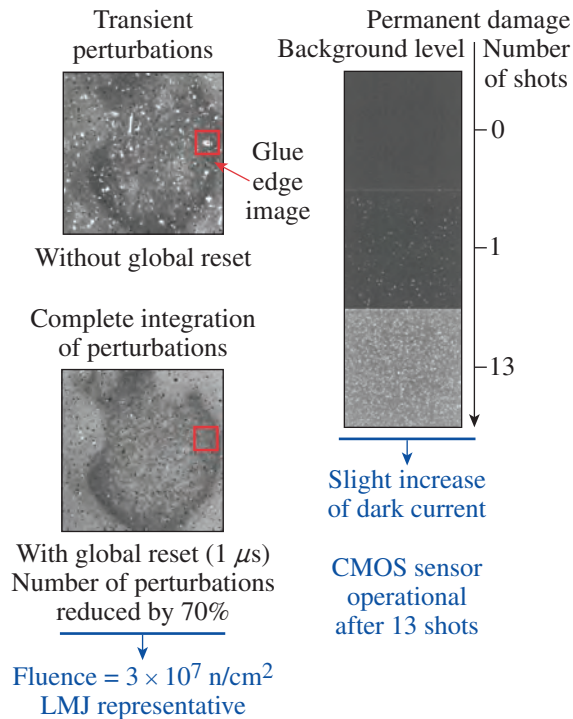 Transient
perturbations
Glue
edge
image
Without global reset
Complete integration
of perturbations
With global reset (1 μs)
Number of perturbations
reduced by 70%
Fluence = 3 × 10⁷ n/cm²
LMJ representative
Permanent damage
Background level
Number
of shots
0
1
13
Slight increase
of dark current
CMOS sensor
operational
after 13 shots